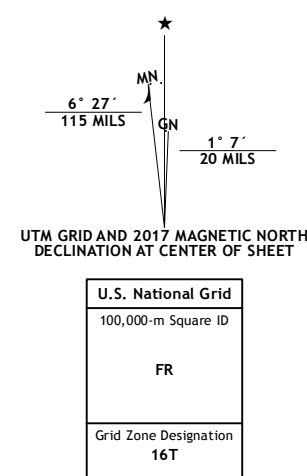 MN.
GN
6° 27´
115 MILS
1° 7´
20 MILS
UTM GRID AND 2017 MAGNETIC NORTH
DECLINATION AT CENTER OF SHEET
U.S. National Grid
100,000-m Square ID
FR
Grid Zone Designation
16T